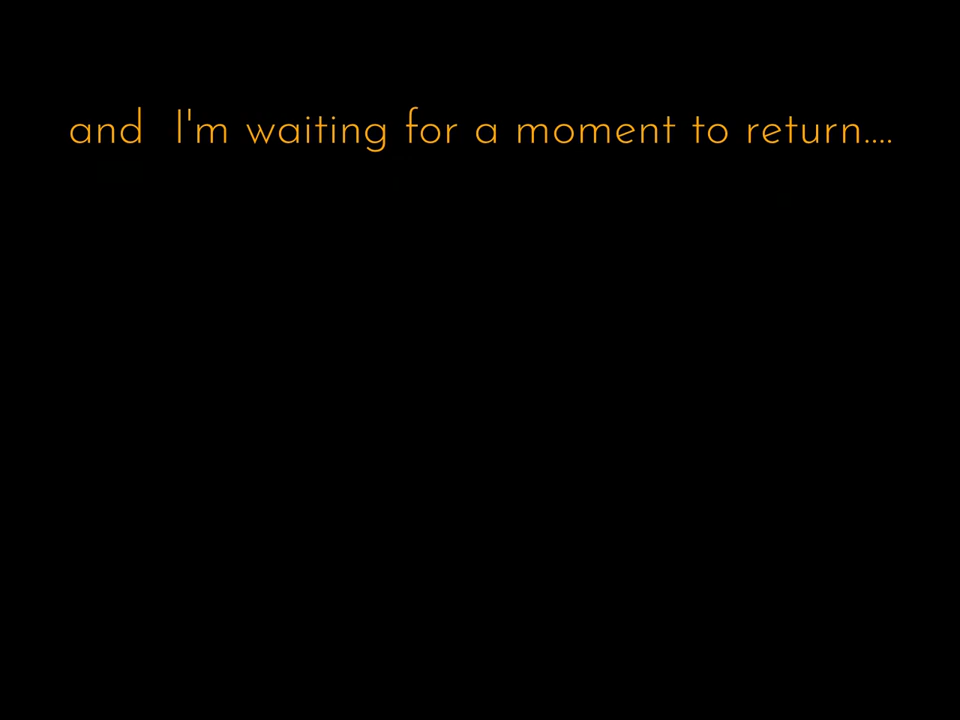 and  I'm waiting for a moment to return....